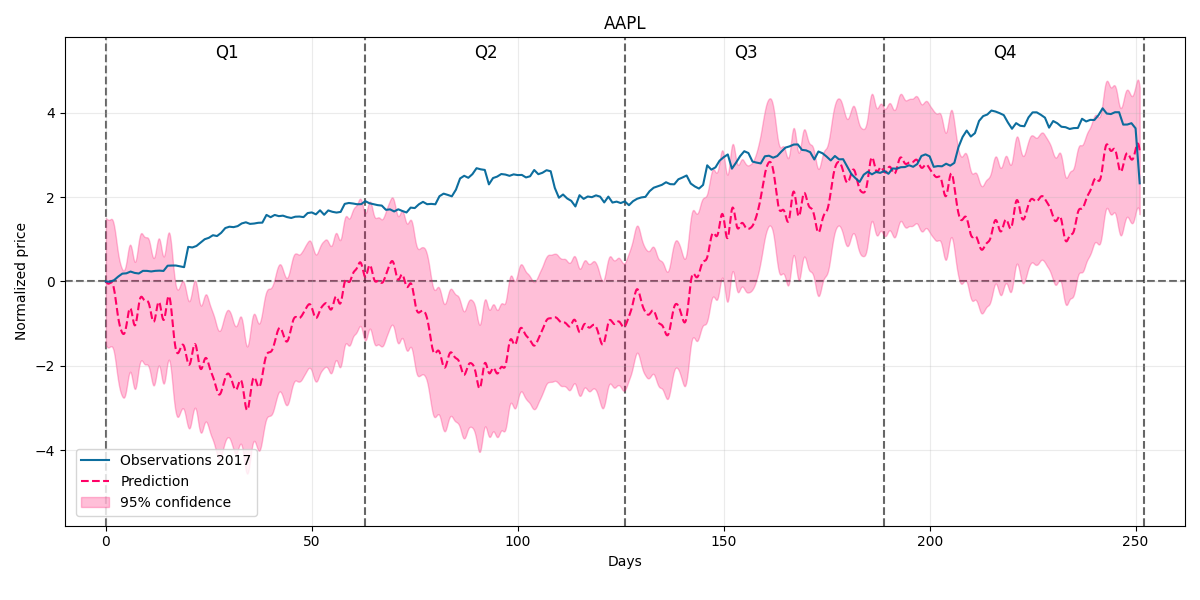 AAPL
Q1 Q2 Q3 Q4
Normalized price
4
2
0
−2
−4
Observations 2017
Prediction
95% confidence
0 50 100 150 200 250
Days